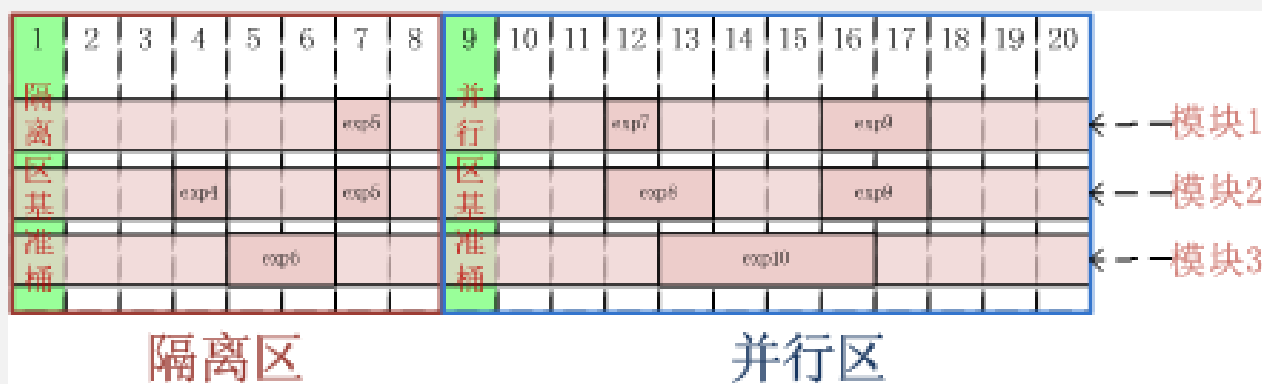 1 2 3 4 5 6 7 8 9 10 11 12 13 14 15 16 17 18 19 20
隔离区基准桶
并行区基准桶
exp5 exp7 exp9 模块1
exp4 exp5 exp8 exp9 模块2
exp6 exp10 模块3
隔离区 并行区